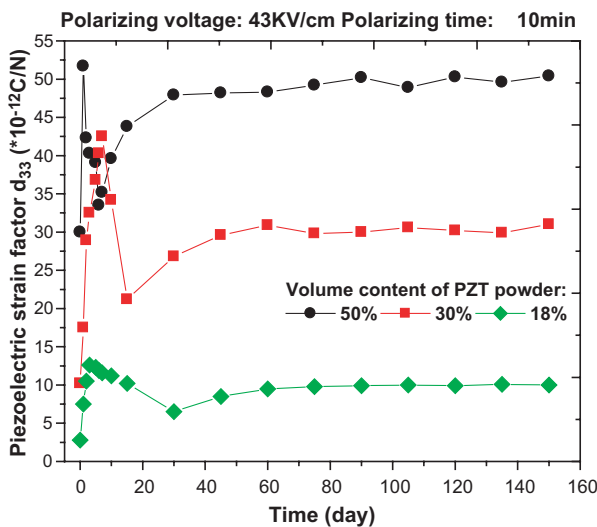 Polarizing voltage: 43KV/cm Polarizing time: 10min
Piezoelectric strain factor d33 (*10-12C/N)
55
50
45
40
35
30
25
20
15
10
5
0
Volume content of PZT powder:
50% 30% 18%
0 20 40 60 80 100 120 140 160
Time (day)